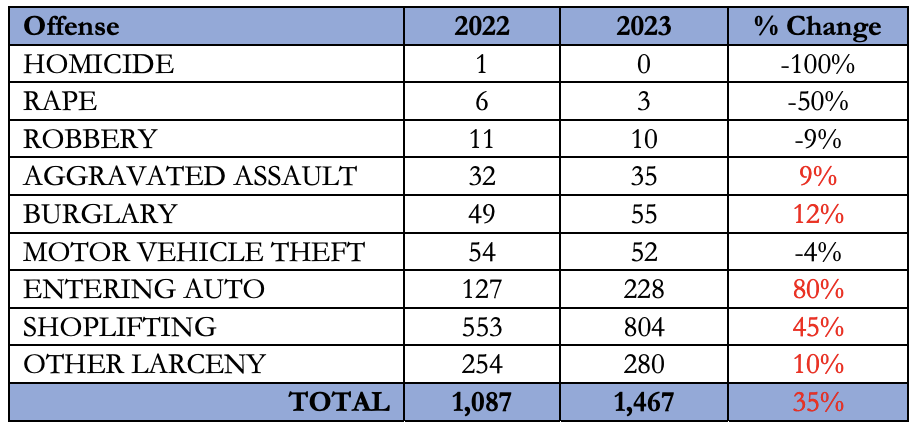 Offense 2022 2023 % Change
HOMICIDE 1 0 -100%
RAPE 6 3 -50%
ROBBERY 11 10 -9%
AGGRAVATED ASSAULT 32 35 9%
BURGLARY 49 55 12%
MOTOR VEHICLE THEFT 54 52 -4%
ENTERING AUTO 127 228 80%
SHOPLIFTING 553 804 45%
OTHER LARCENY 254 280 10%
TOTAL 1,087 1,467 35%